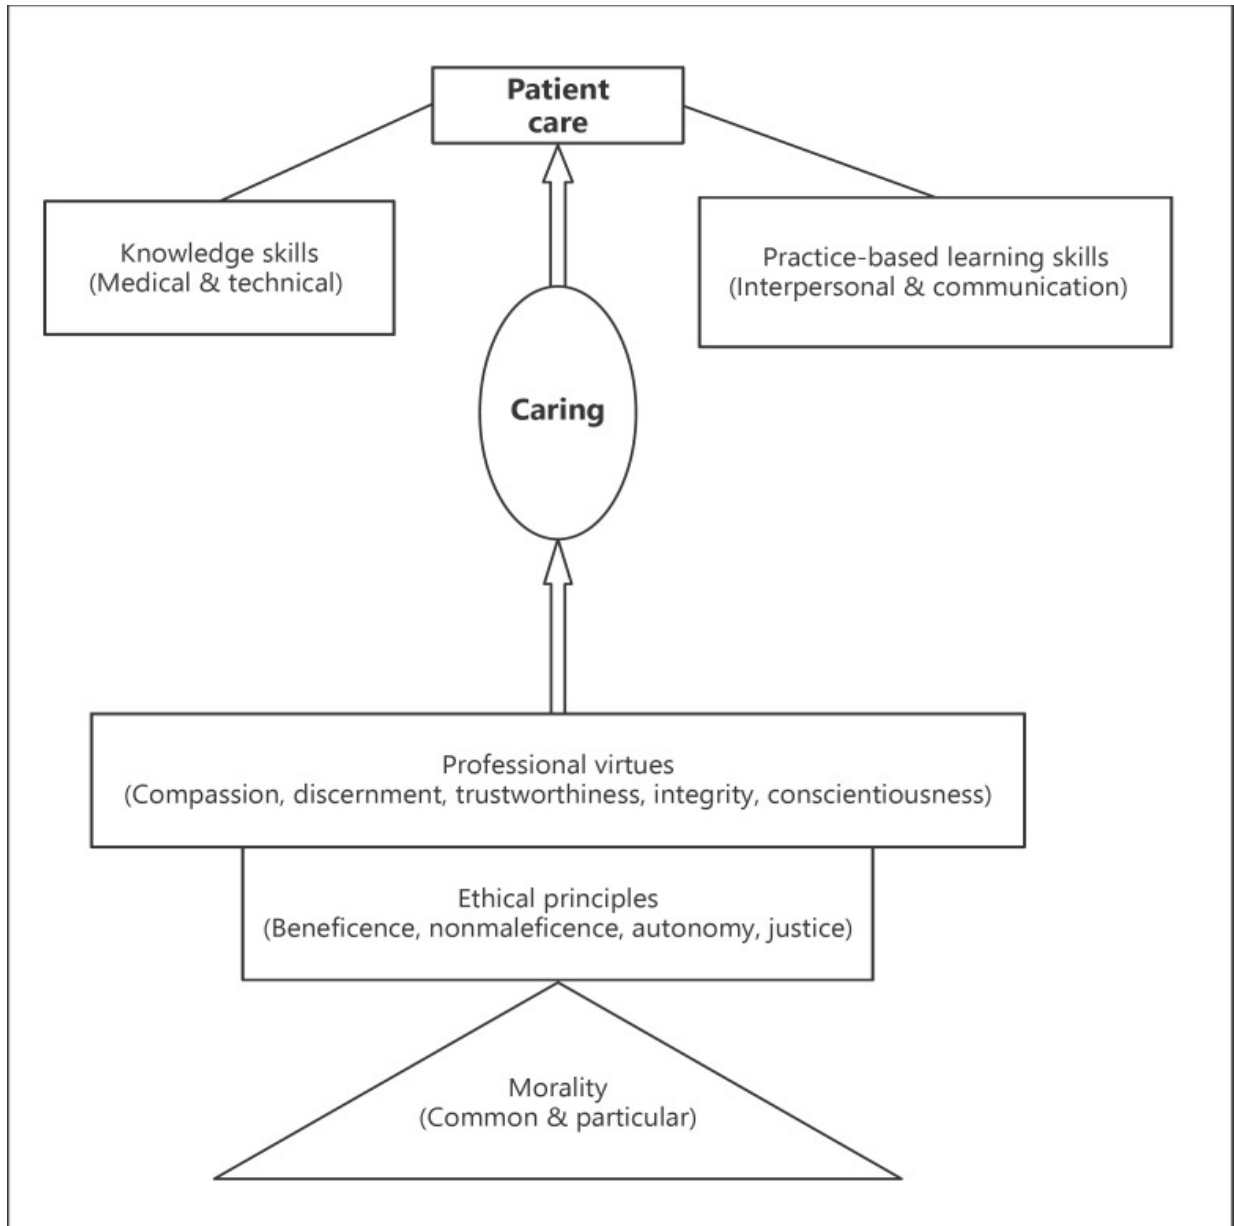 Patient
care
Knowledge skills
(Medical & technical)
Practice-based learning skills
(Interpersonal & communication)
Caring
Professional virtues
(Compassion, discernment, trustworthiness, integrity, conscientiousness)
Ethical principles
(Beneficence, nonmaleficence, autonomy, justice)
Morality
(Common & particular)